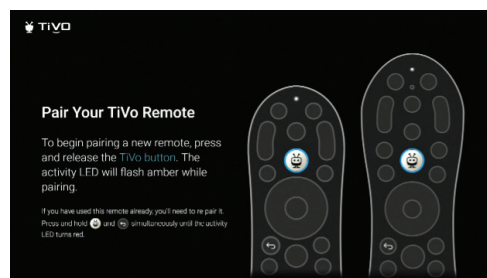 TiVo
Pair Your TiVo Remote
To begin pairing a new remote, press
and release the TiVo button. The
activity LED will flash amber while
pairing.
If you have used this remote already, you'll need to re pair it.
Press and hold and simultaneously until the activity
LED turns red.